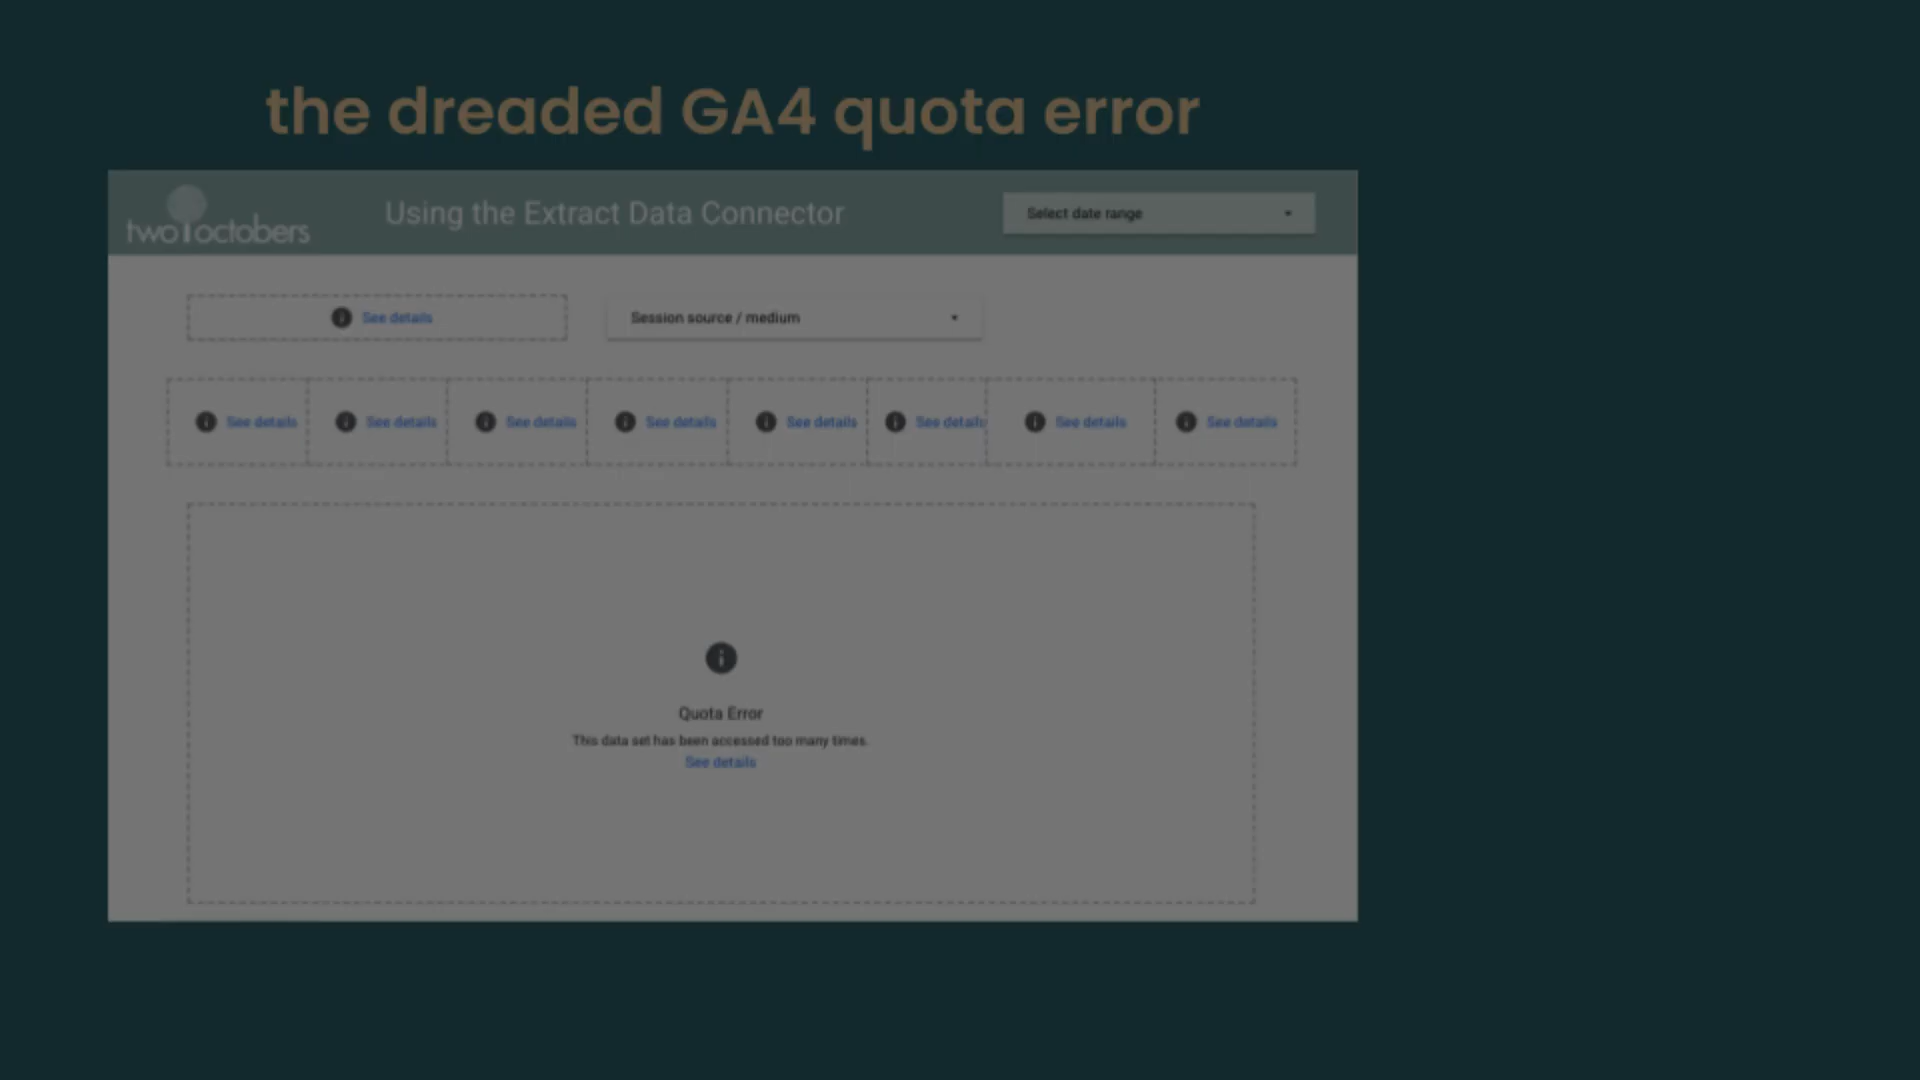 the dreaded GA4 quota error
two octobers
Using the Extract Data Connector
Select date range
See details
Session source / medium
See details
See details
See details
See details
See details
See details
See details
See details
Quota Error
This data set has been accessed too many times.
See details